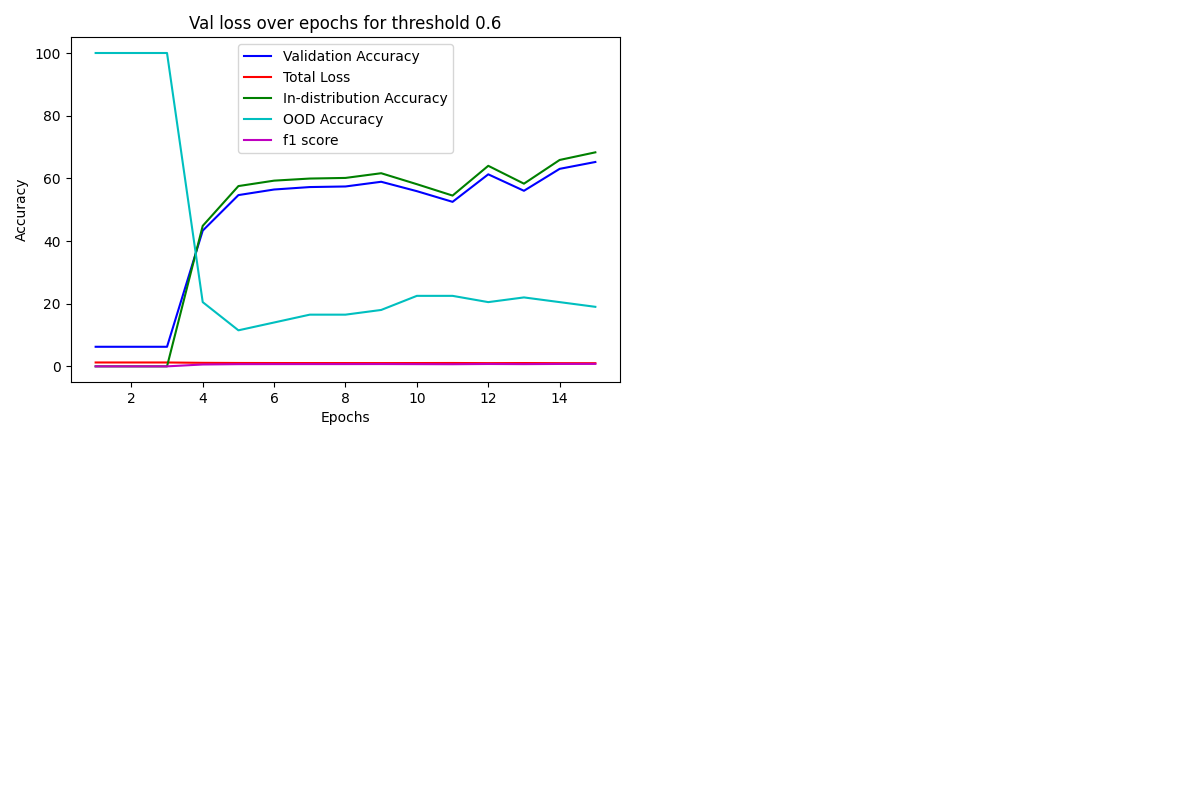 Val loss over epochs for threshold 0.6
Validation Accuracy
Total Loss
In-distribution Accuracy
OOD Accuracy
f1 score
100
80
60
40
20
0
Accuracy
2 4 6 8 10 12 14
Epochs